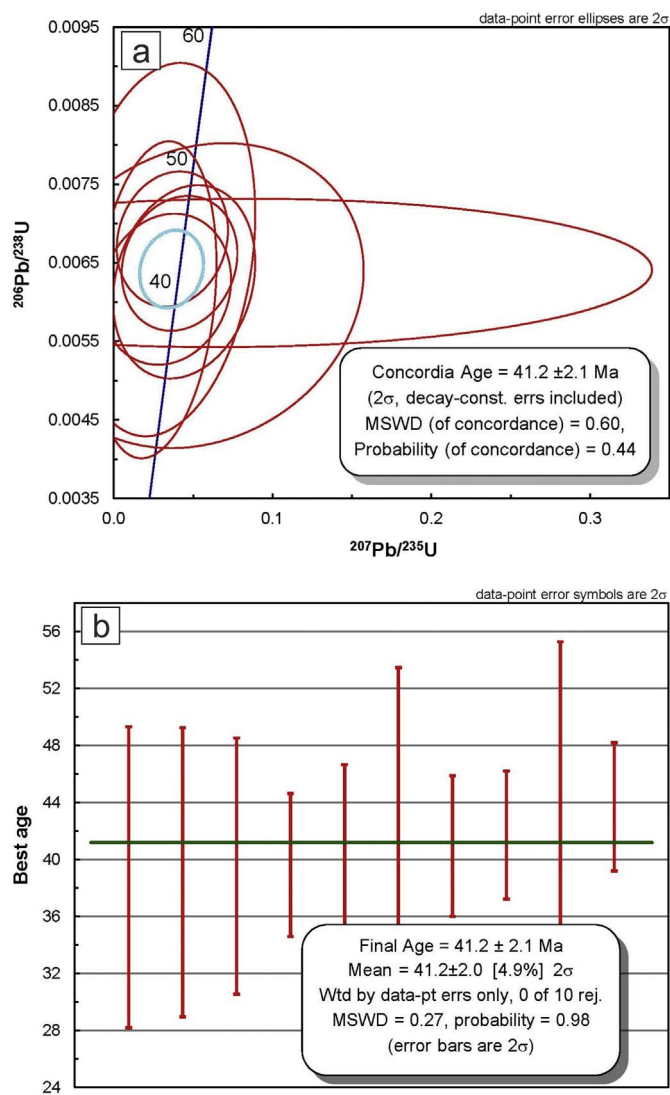 data-point error ellipses are 2σ
a
0.0095
0.0085
0.0075
0.0065
0.0055
0.0045
0.0035
206Pb/238U
60
50
40
Concordia Age = 41.2 ±2.1 Ma
(2σ, decay-const. errs included)
MSWD (of concordance) = 0.60,
Probability (of concordance) = 0.44
0.0 0.1 0.2 0.3
207Pb/235U
data-point error symbols are 2σ
b
56
52
48
44
40
36
32
28
24
Best age
Final Age = 41.2 ± 2.1 Ma
Mean = 41.2±2.0 [4.9%] 2σ
Wtd by data-pt errs only, 0 of 10 rej.
MSWD = 0.27, probability = 0.98
(error bars are 2σ)